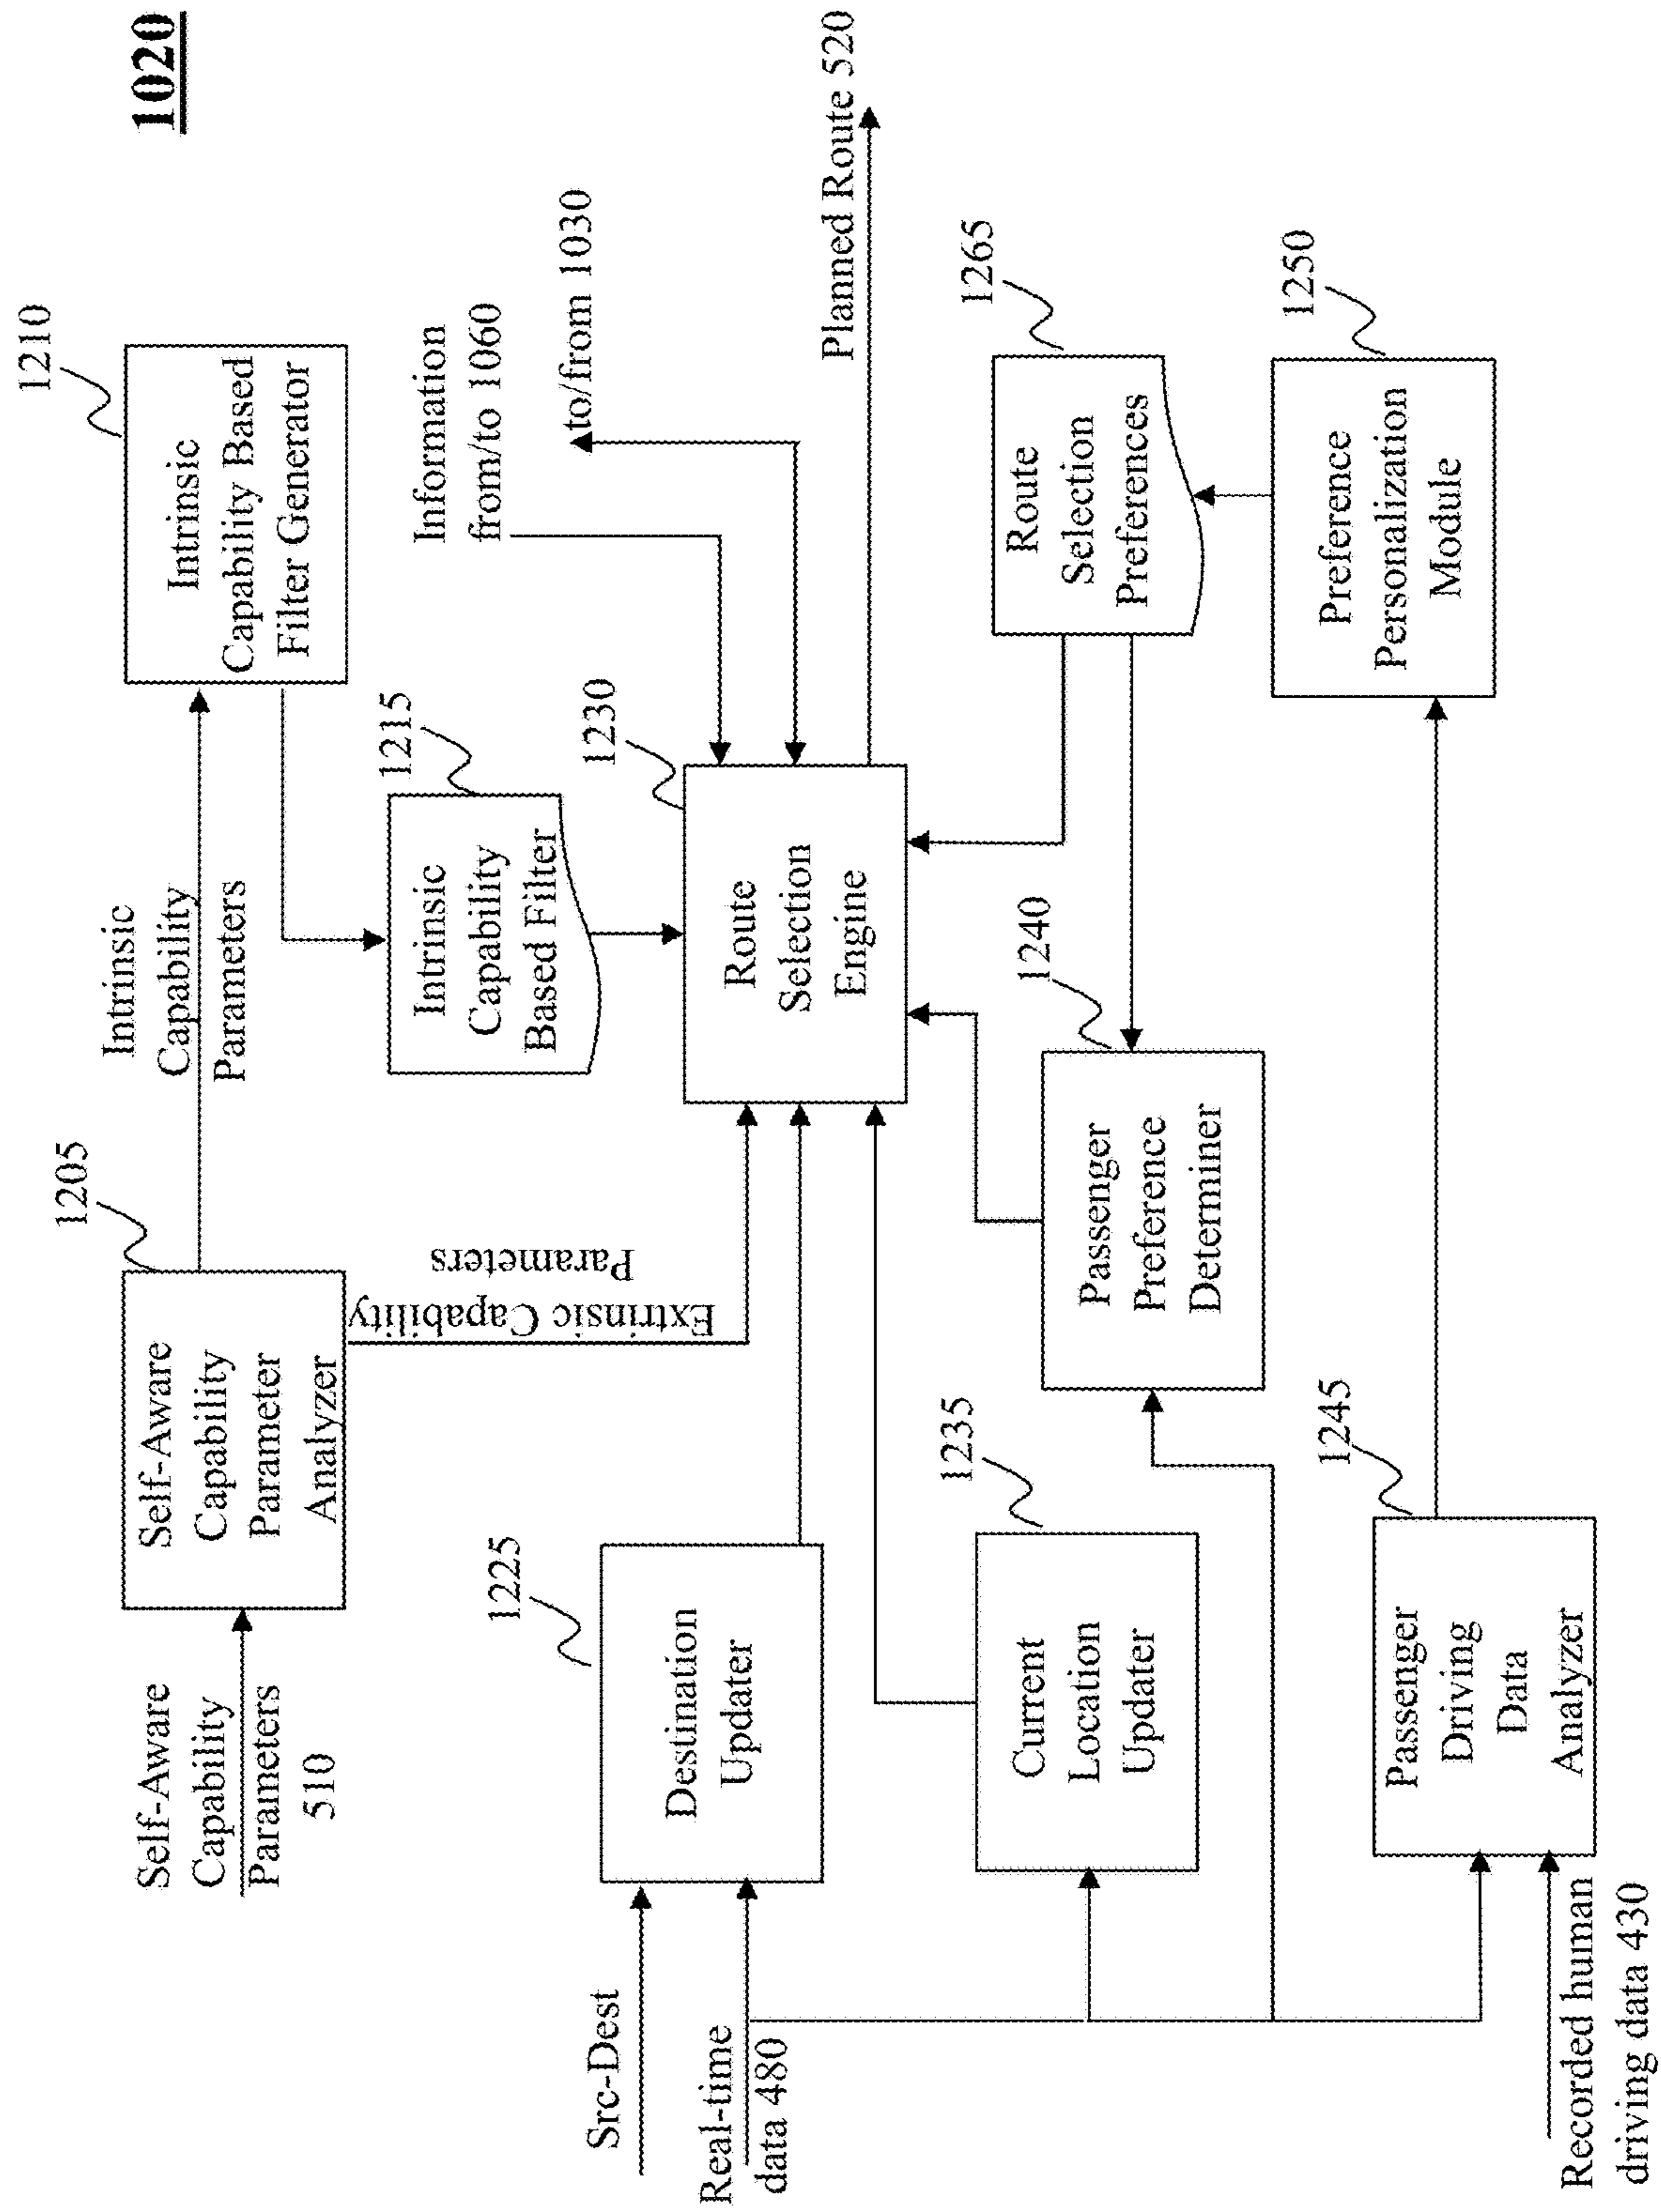 1020
1205
1210
Self-Aware
Capability
Parameters
510
Self-Aware
Capability
Parameter
Analyzer
Intrinsic
Capability
Parameters
Intrinsic
Capability Based
Filter Generator
Extrinsic Capability
Parameters
1215
Intrinsic
Capability
Based Filter
Information
from/to 1060
to/from 1030
1225
Src-Dest
Real-time
data 480
Destination
Updater
1230
Route
Selection
Engine
Planned Route 520
1235
Current
Location
Updater
1240
Passenger
Preference
Determiner
1265
Route
Selection
Preferences
1245
Passenger
Driving
Data
Analyzer
1250
Preference
Personalization
Module
Recorded human
driving data 430